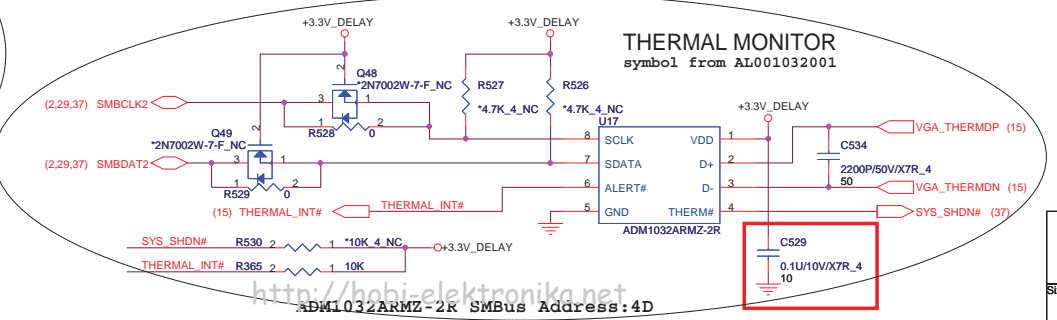 +3.3V_DELAY
+3.3V_DELAY
THERMAL MONITOR
symbol from AL001032001
Q48
*2N7002W-7-F_NC
2
3
1
R527
*4.7K_4_NC
R526
*4.7K_4_NC
+3.3V_DELAY
(2,29,37) SMBCLK2
1
2
R528
0
Q49
*2N7002W-7-F_NC
2
3
1
(2,29,37) SMBDAT2
1
2
R529
0
U17
8 SCLK
VDD 1
7 SDATA
D+ 2
6 ALERT#
D- 3
5 GND
THERM# 4
ADM1032ARMZ-2R
VGA_THERMDP (15)
C534
2200P/50V/X7R_4
50
VGA_THERMDN (15)
SYS_SHDN# (37)
(15) THERMAL_INT#
THERMAL_INT#
SYS_SHDN# R530 2 1 *10K_4_NC
+3.3V_DELAY
THERMAL_INT# R365 2 1 10K
C529
0.1U/10V/X7R_4
10
http://hobi-elektronika.net
ADM1032ARMZ-2R SMBus Address:4D